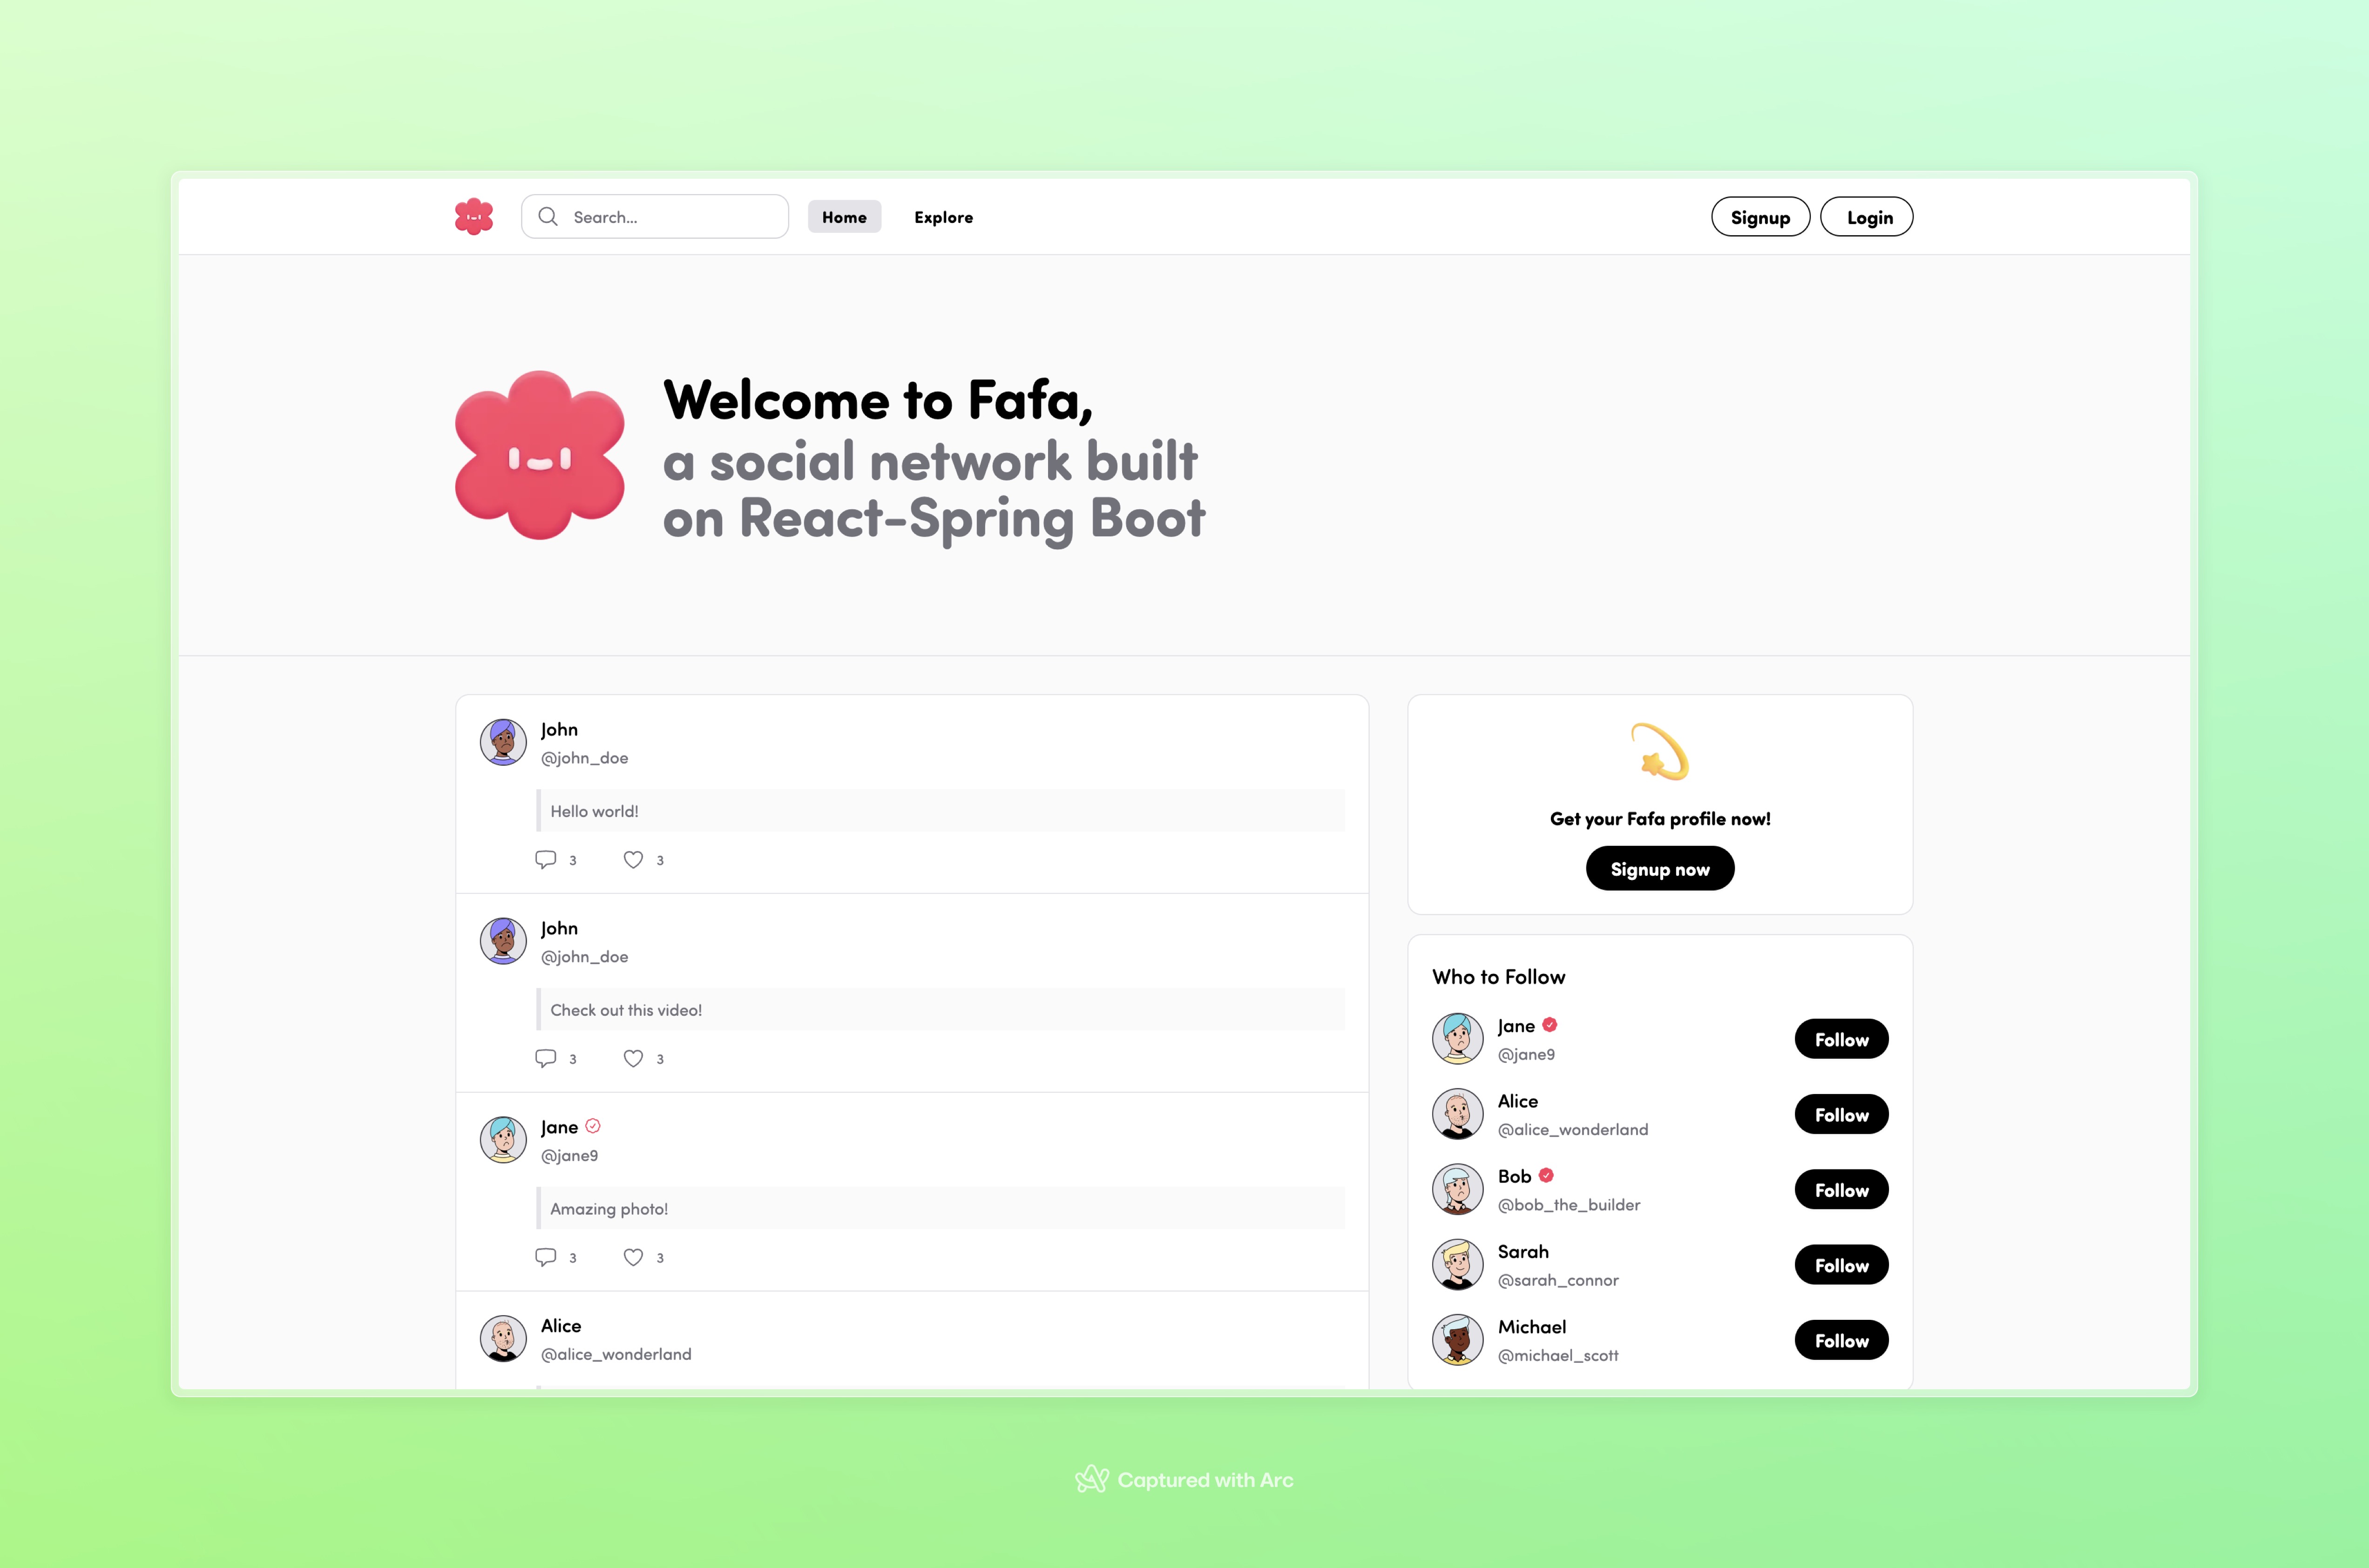 Search...
Home
Explore
Signup
Login
Welcome to Fafa,
a social network built
on React-Spring Boot
John
@john_doe
Hello world!
3
3
John
@john_doe
Check out this video!
3
3
Jane
@jane9
Amazing photo!
3
3
Alice
@alice_wonderland
Get your Fafa profile now!
Signup now
Who to Follow
Jane
@jane9
Follow
Alice
@alice_wonderland
Follow
Bob
@bob_the_builder
Follow
Sarah
@sarah_connor
Follow
Michael
@michael_scott
Follow
Captured with Arc